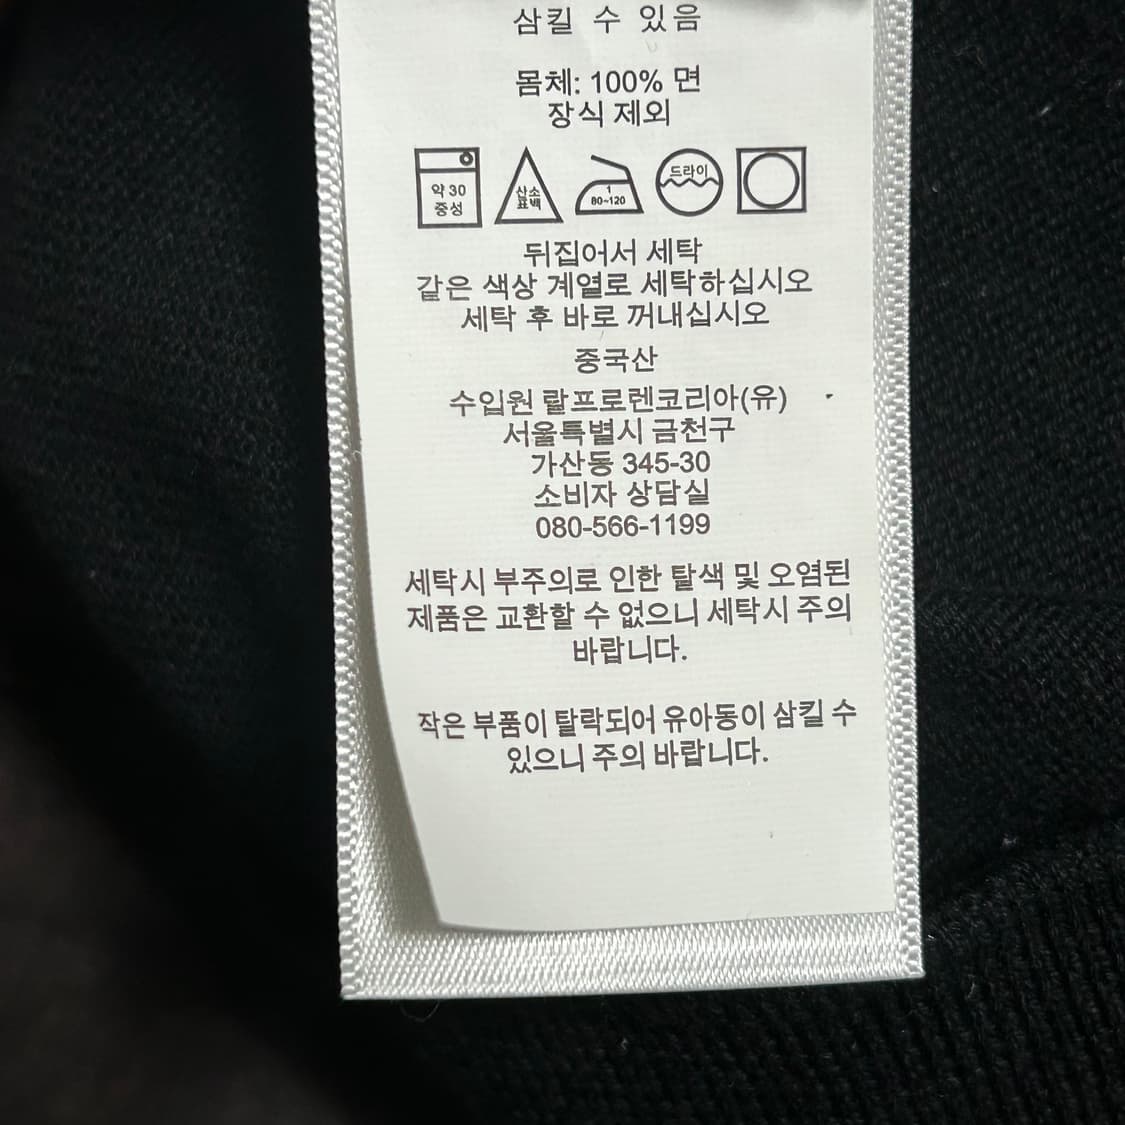 삼킬 수 있음
몸체: 100% 면
장식 제외
약 30
중성
산소
표백
1
80~120
드라이
뒤집어서 세탁
같은 색상 계열로 세탁하십시오
세탁 후 바로 꺼내십시오
중국산
수입원 랄프로렌코리아(유)
서울특별시 금천구
가산동 345-30
소비자 상담실
080-566-1199
세탁시 부주의로 인한 탈색 및 오염된
제품은 교환할 수 없으니 세탁시 주의
바랍니다.
작은 부품이 탈락되어 유아동이 삼킬 수
있으니 주의 바랍니다.